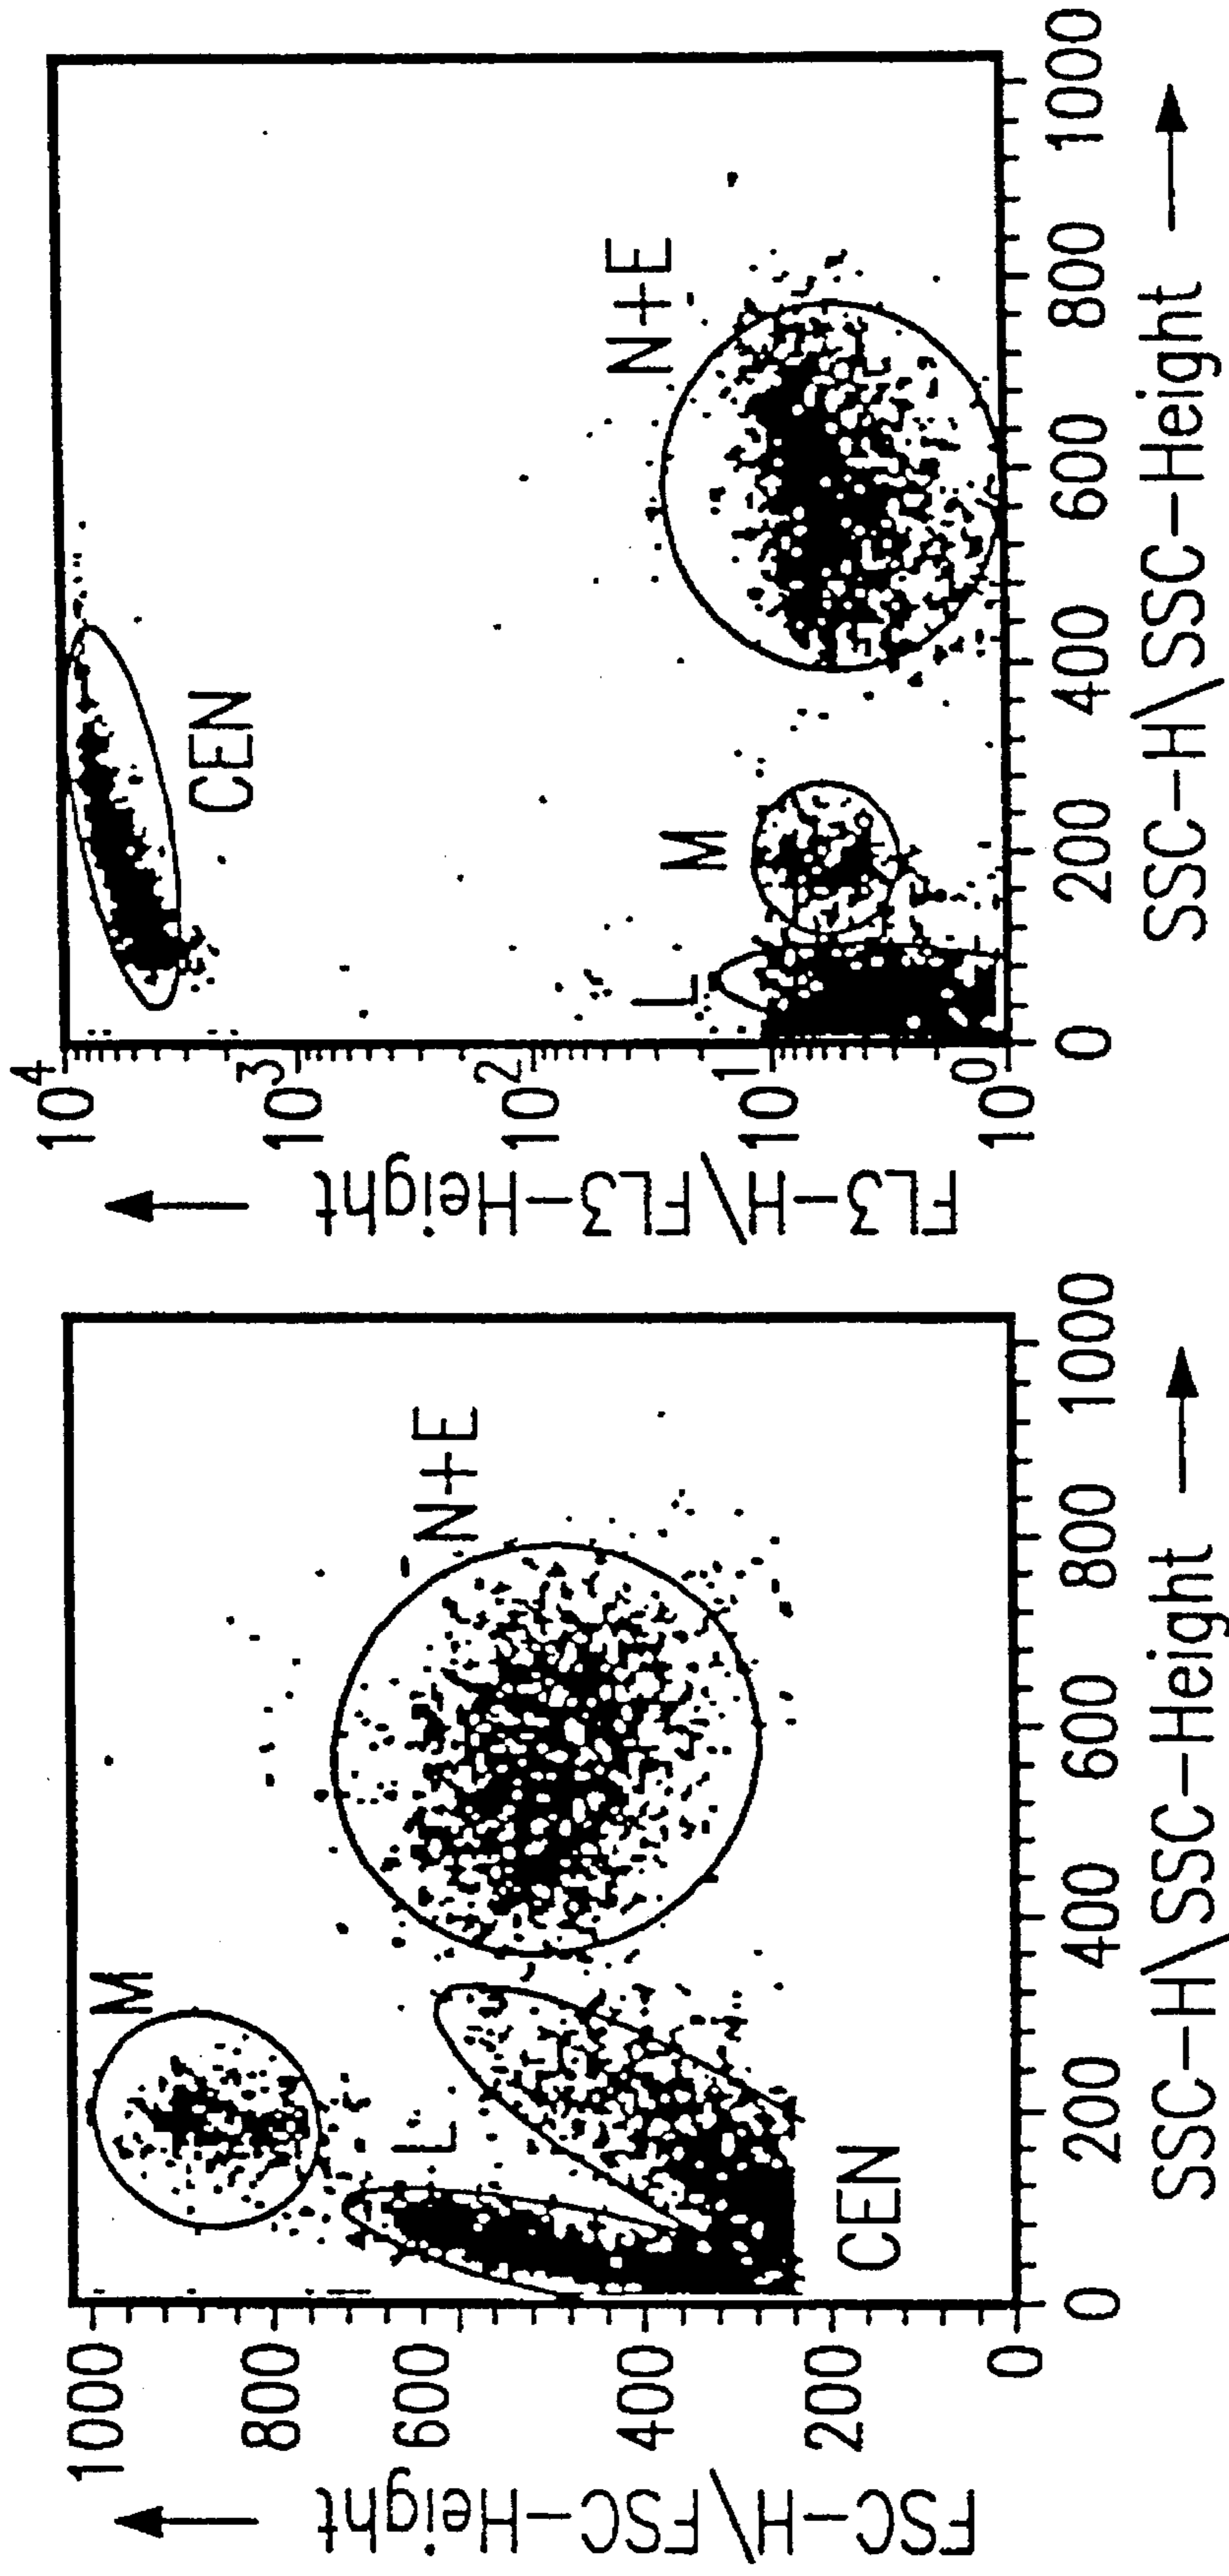 FSC-H\FSC-Height
1000
800
600
400
200
0
M
L
CEN
N+E
0 200 400 600 800 1000
SSC-H\SSC-Height
FL3-H\FL3-Height
10^4
10^3
10^2
10^1
10^0
CEN
L
M
N+E
0 200 400 600 800 1000
SSC-H\SSC-Height